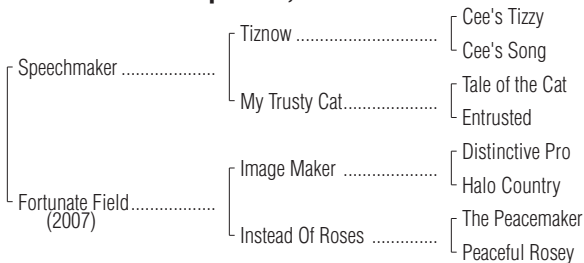 Cee's Tizzy
Tiznow ..................................
Cee's Song
Speechmaker ......................
Tale of the Cat
My Trusty Cat......................
Entrusted
Distinctive Pro
Image Maker ......................
Halo Country
Fortunate Field....................
(2007)
The Peacemaker
Instead Of Roses ...............
Peaceful Rosey